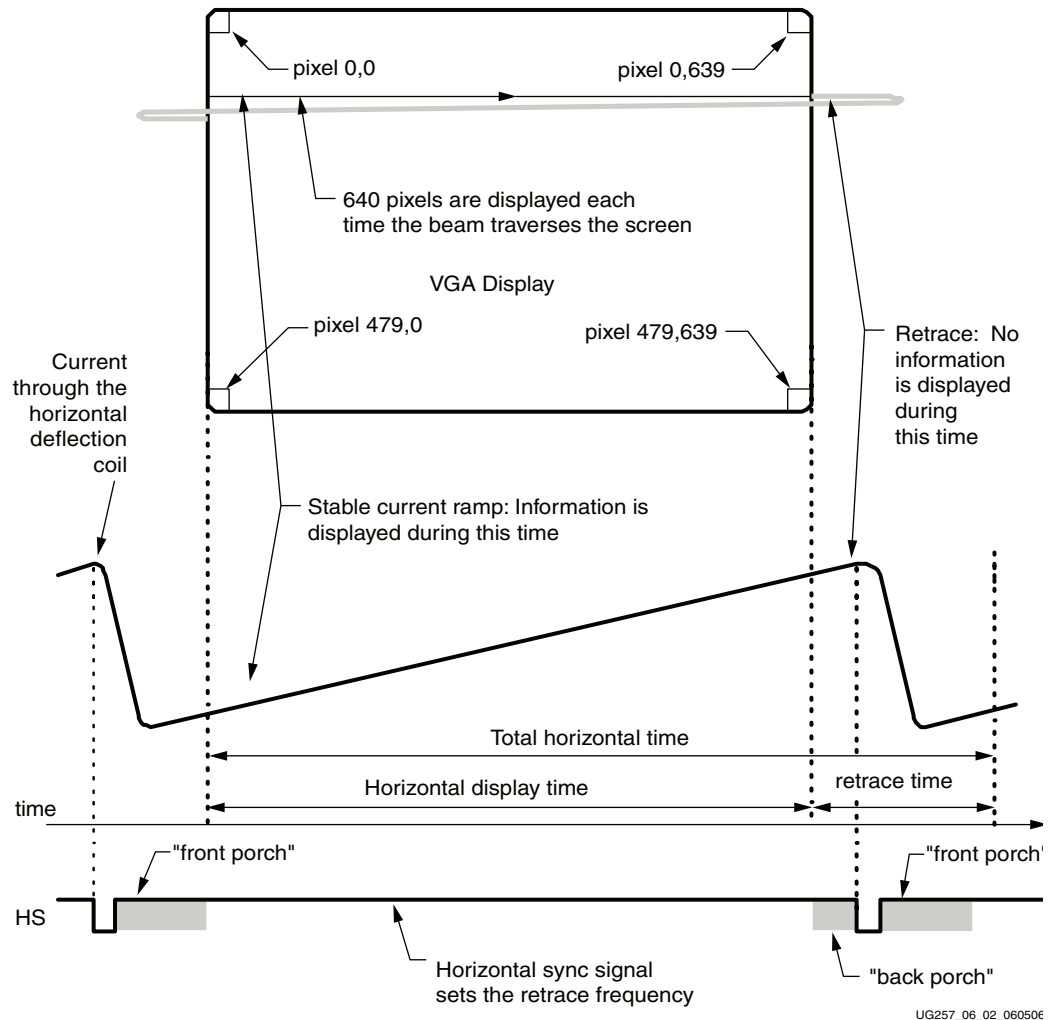 pixel 0,0
pixel 0,639
640 pixels are displayed each
time the beam traverses the screen
VGA Display
pixel 479,0
pixel 479,639
Current
through the
horizontal
deflection
coil
Retrace: No
information
is displayed
during
this time
Stable current ramp: Information is
displayed during this time
Total horizontal time
Horizontal display time
retrace time
time
"front porch"
"front porch"
HS
Horizontal sync signal
sets the retrace frequency
"back porch"
UG257_06_02_060506